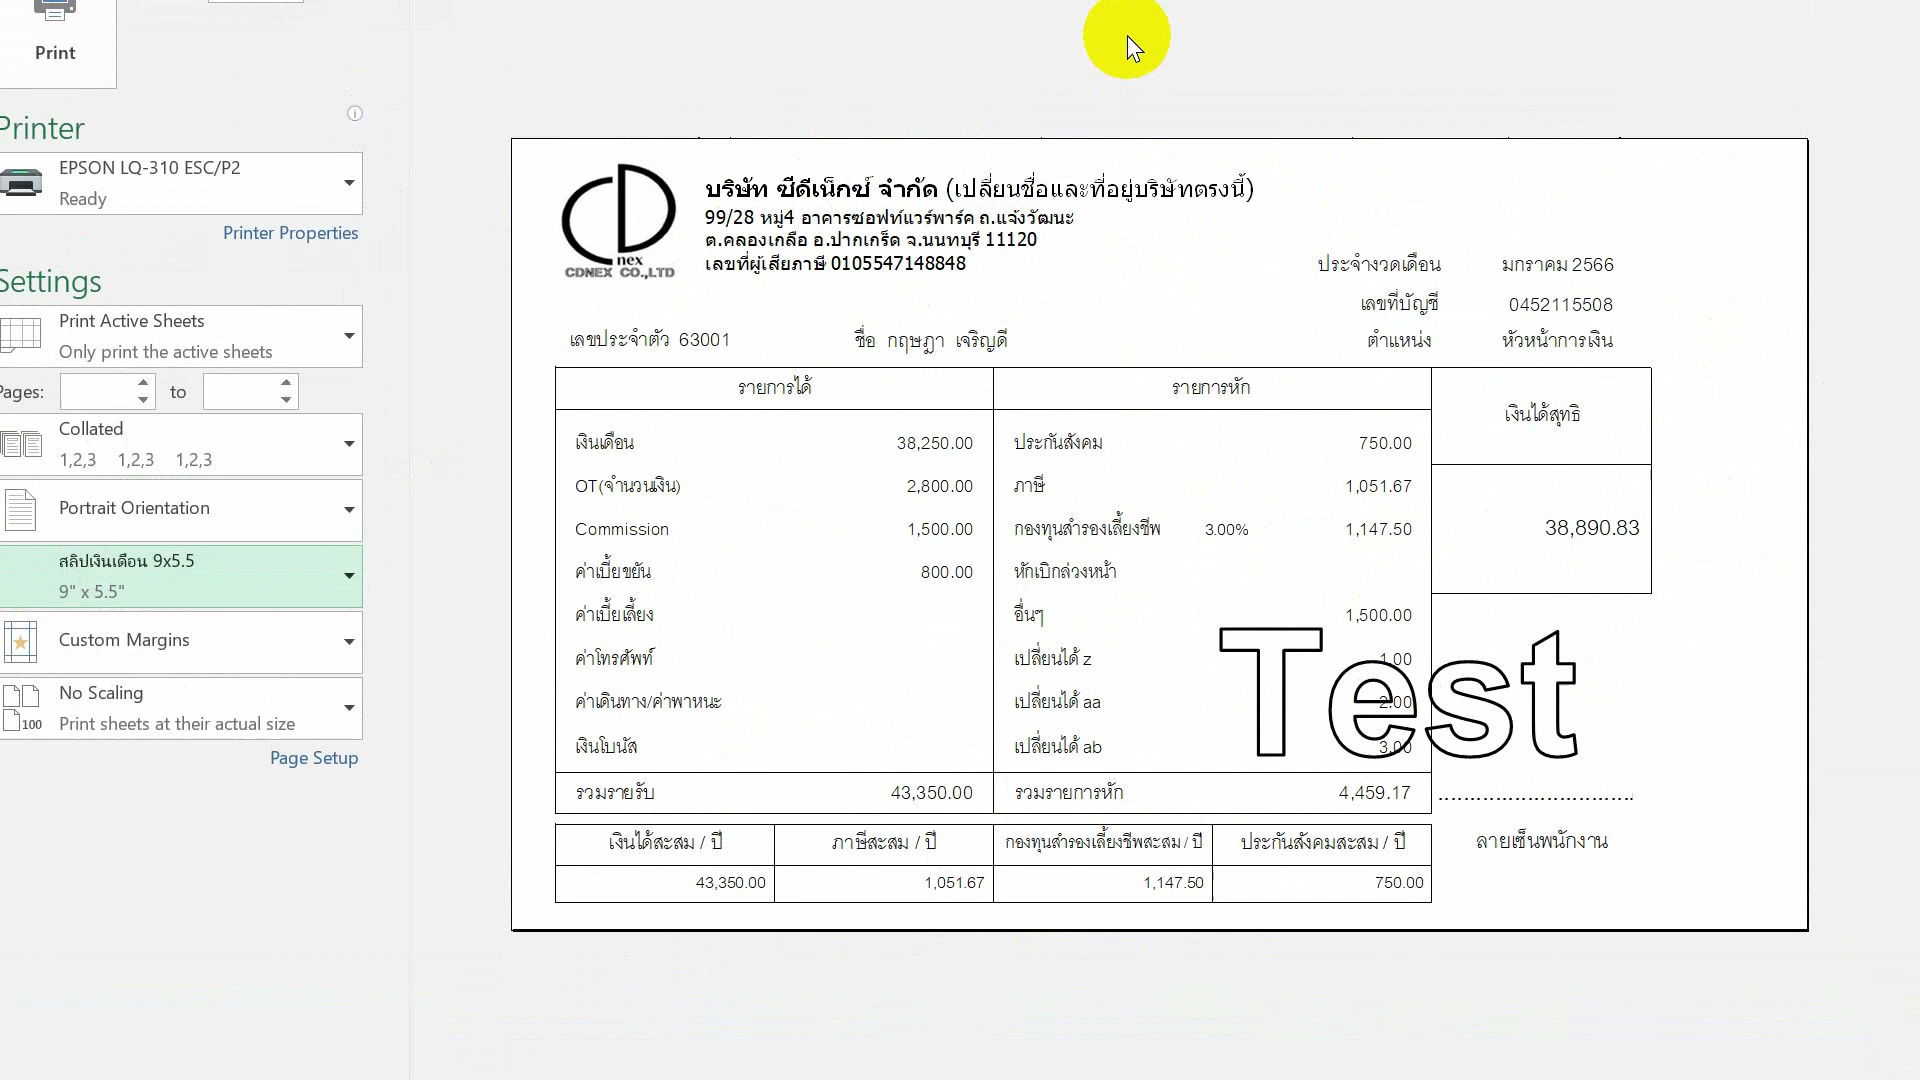 Print
Printer
EPSON LQ-310 ESC/P2
Ready
Printer Properties
Settings
Print Active Sheets
Only print the active sheets
Pages: to
Collated
1,2,3 1,2,3 1,2,3
Portrait Orientation
สลิปเงินเดือน 9x5.5
9" x 5.5"
Custom Margins
No Scaling
100 Print sheets at their actual size
Page Setup
nex
CDNEX CO.,LTD
บริษัท ซีดีเน็กซ์ จำกัด (เปลี่ยนชื่อและที่อยู่บริษัทตรงนี้)
99/28 หมู่4 อาคารซอฟท์แวร์พาร์ค ถ.แจ้งวัฒนะ
ต.คลองเกลือ อ.ปากเกร็ด จ.นนทบุรี 11120
เลขที่ผู้เสียภาษี 0105547148848
ประจำงวดเดือน มกราคม 2566
เลขที่บัญชี 0452115508
เลขประจำตัว 63001 ชื่อ กฤษฎา เจริญดี ตำแหน่ง หัวหน้าการเงิน
รายการได้ รายการหัก เงินได้สุทธิ
เงินเดือน 38,250.00 ประกันสังคม 750.00
OT(จำนวนเงิน) 2,800.00 ภาษี 1,051.67
Commission 1,500.00 กองทุนสำรองเลี้ยงชีพ 3.00% 1,147.50 38,890.83
ค่าเบี้ยขยัน 800.00 หักเบิกล่วงหน้า
ค่าเบี้ยเลี้ยง อื่นๆ 1,500.00
ค่าโทรศัพท์ เปลี่ยนได้ z 1.00
ค่าเดินทาง/ค่าพาหนะ เปลี่ยนได้ aa 2.00
เงินโบนัส เปลี่ยนได้ ab 3.00
Test
รวมรายรับ 43,350.00 รวมรายการหัก 4,459.17
เงินได้สะสม / ปี ภาษีสะสม / ปี กองทุนสำรองเลี้ยงชีพสะสม / ปี ประกันสังคมสะสม / ปี ลายเซ็นพนักงาน
43,350.00 1,051.67 1,147.50 750.00